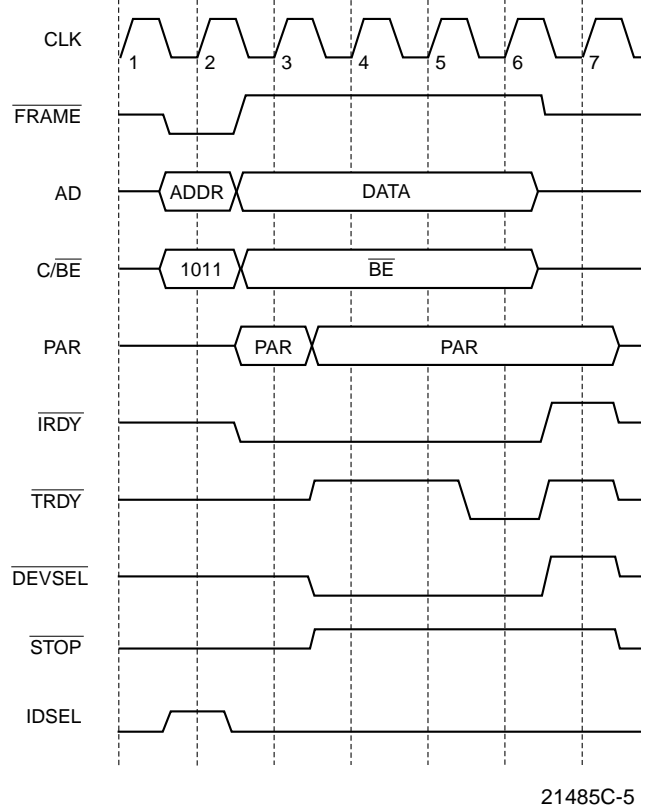 CLK
1 2 3 4 5 6 7
FRAME
AD ADDR DATA
C/BE 1011 BE
PAR PAR PAR
IRDY
TRDY
DEVSEL
STOP
IDSEL
21485C-5